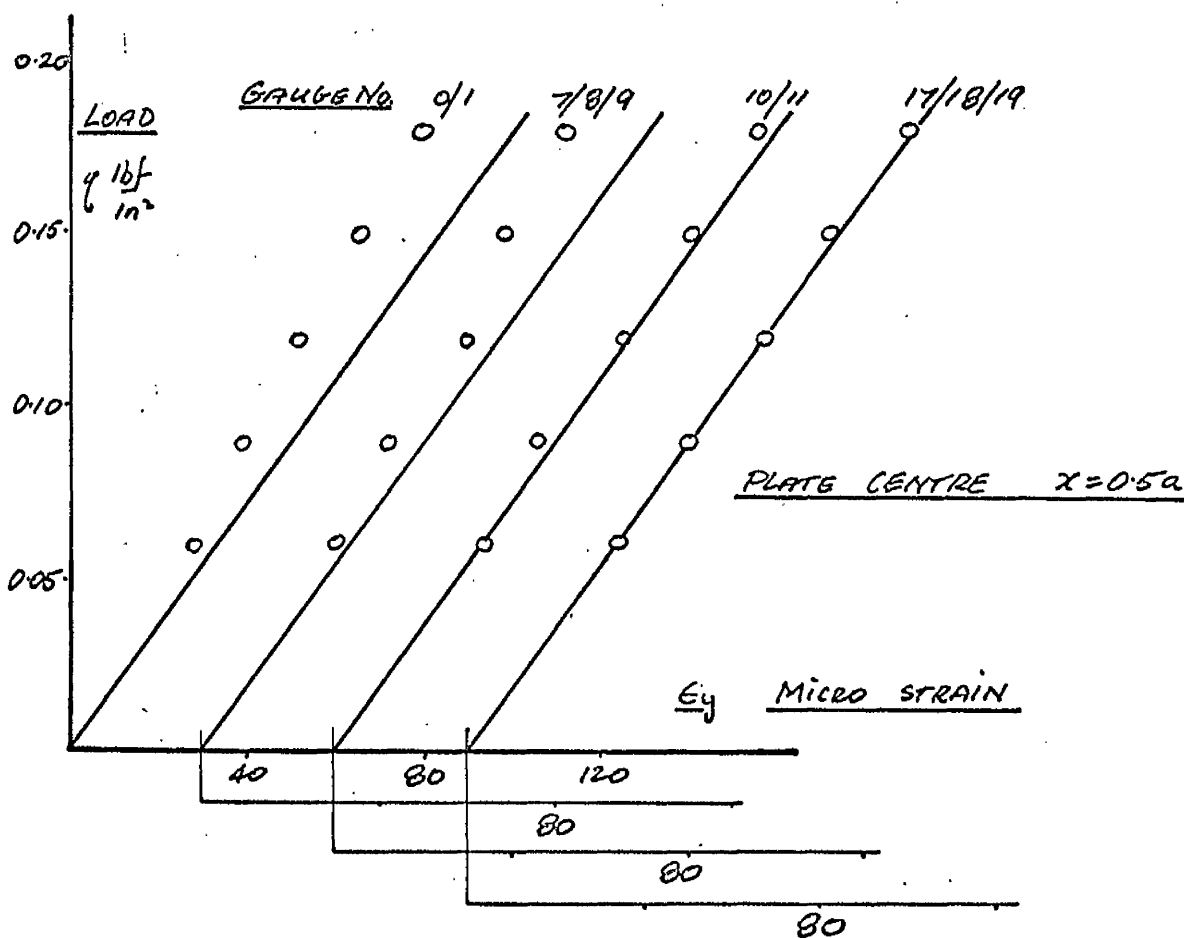 0.20
GAUGE No. 0/1 7/8/9 10/11 17/18/19
LOAD
q lbf/in²
0.15
0.10
PLATE CENTRE x=0.5a
0.05
Ey MICRO STRAIN
40 80 120
80
80
80